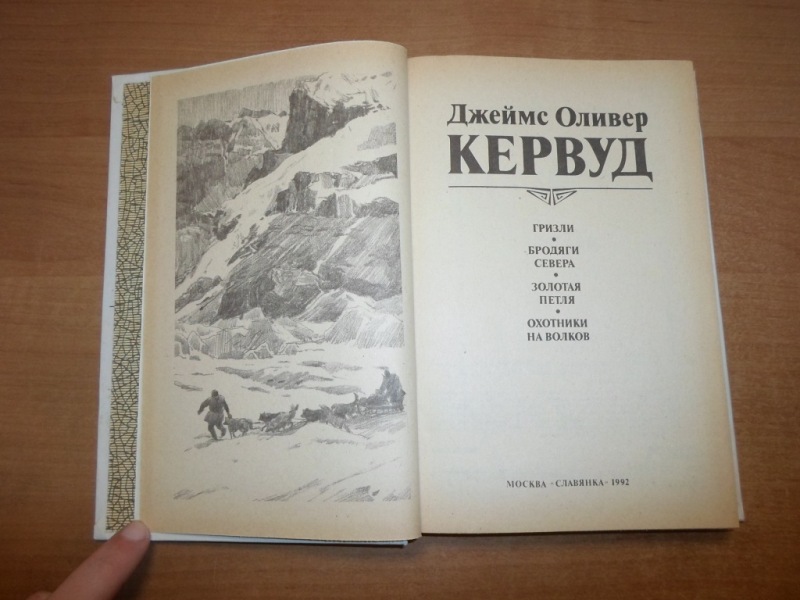 Джеймс Оливер
КЕРВУД
ГРИЗЛИ
•
БРОДЯГИ
СЕВЕРА
•
ЗОЛОТАЯ
ПЕТЛЯ
•
ОХОТНИКИ
НА ВОЛКОВ
МОСКВА «СЛАВЯНКА» 1992